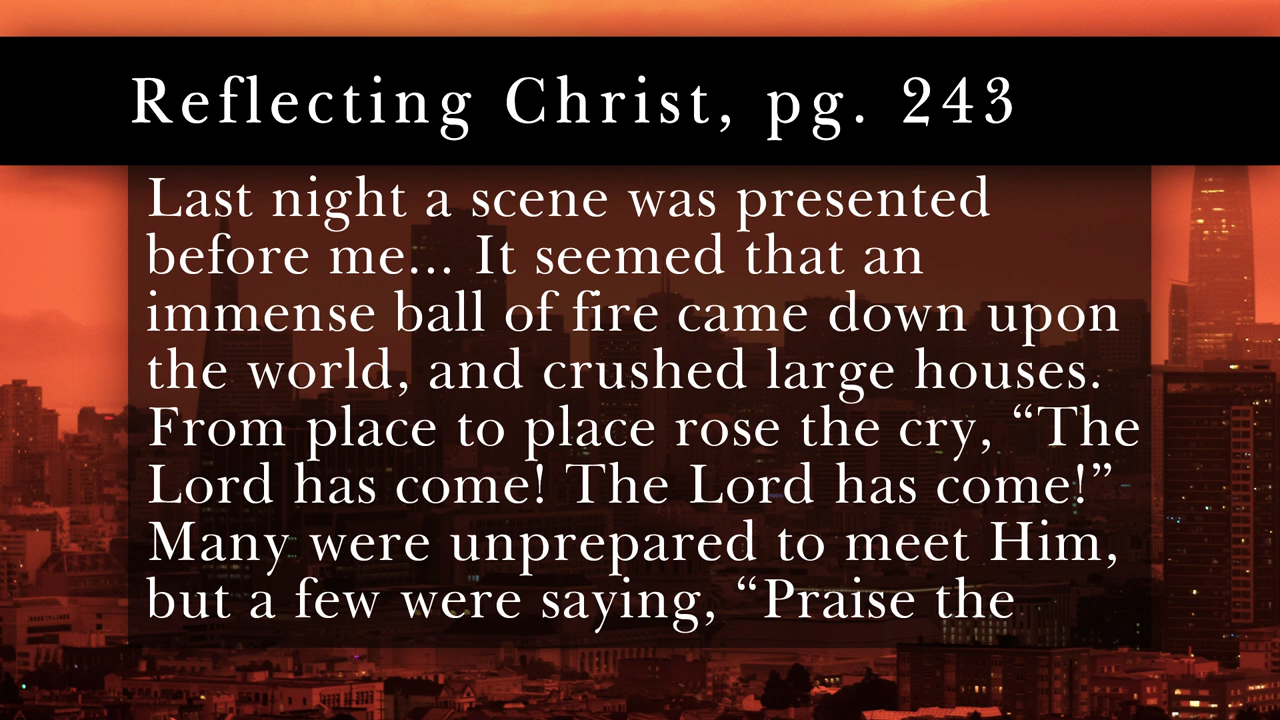 Reflecting Christ, pg. 243
Last night a scene was presented
before me... It seemed that an
immense ball of fire came down upon
the world, and crushed large houses.
From place to place rose the cry, “The
Lord has come! The Lord has come!”
Many were unprepared to meet Him,
but a few were saying, “Praise the